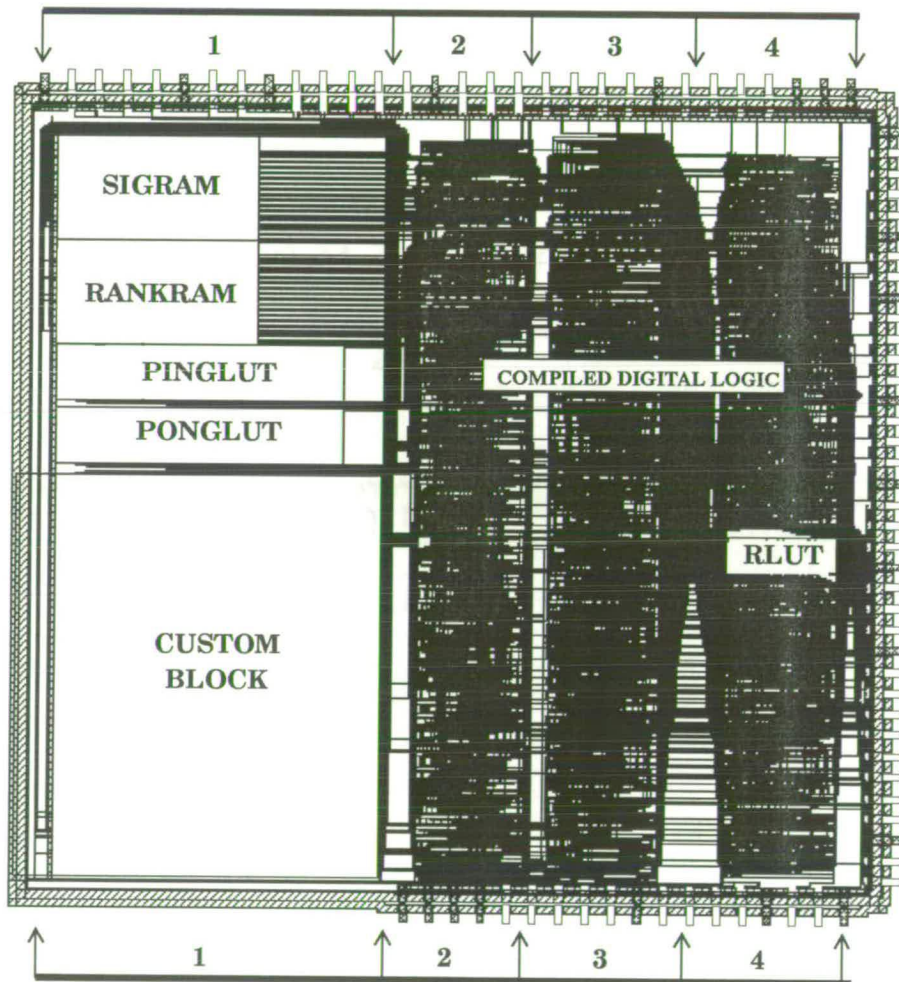 1 2 3 4
SIGRAM
RANKRAM
PINGLUT
COMPILED DIGITAL LOGIC
PONGLUT
RLUT
CUSTOM
BLOCK
1 2 3 4